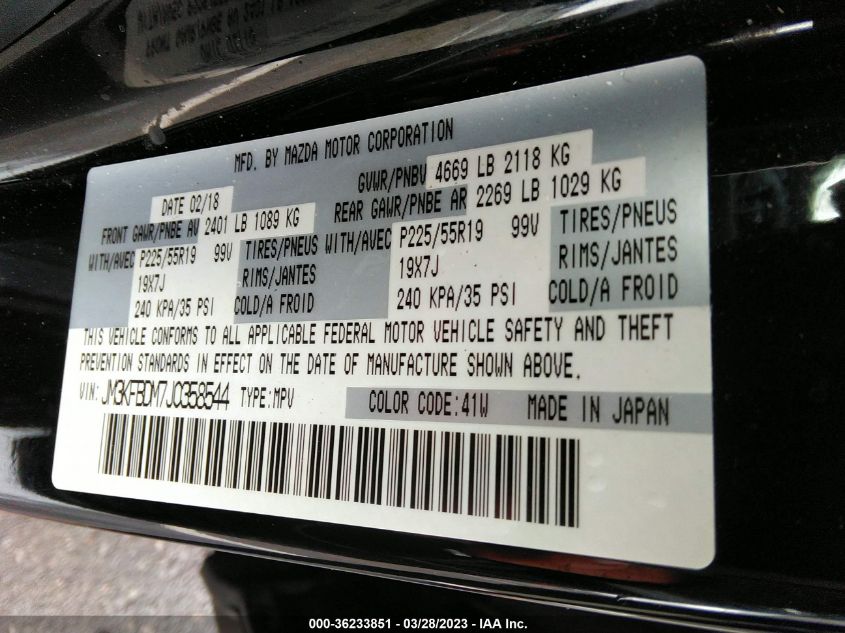 MFD. BY MAZDA MOTOR CORPORATION
DATE 02/18
GVWR/PNBV 4669 LB 2118 KG
FRONT GAWR/PNBE AV 2401 LB 1089 KG
REAR GAWR/PNBE AR 2269 LB 1029 KG
WITH/AVEC P225/55R19 99V TIRES/PNEUS
WITH/AVEC P225/55R19 99V TIRES/PNEUS
19X7J RIMS/JANTES
19X7J RIMS/JANTES
240 KPA/35 PSI COLD/A FROID
240 KPA/35 PSI COLD/A FROID
THIS VEHICLE CONFORMS TO ALL APPLICABLE FEDERAL MOTOR VEHICLE SAFETY AND THEFT
PREVENTION STANDARDS IN EFFECT ON THE DATE OF MANUFACTURE SHOWN ABOVE.
VIN: JM3KFBDM7J0358544 TYPE:MPV COLOR CODE:41W MADE IN JAPAN
000-36233851 - 03/28/2023 - IAA Inc.